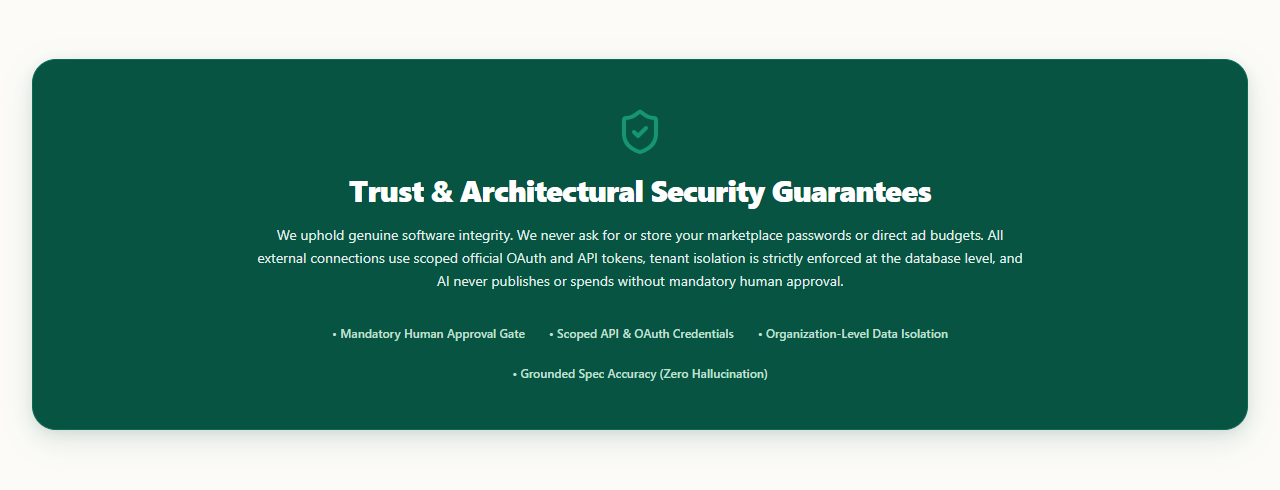 Trust & Architectural Security Guarantees
We uphold genuine software integrity. We never ask for or store your marketplace passwords or direct ad budgets. All
external connections use scoped official OAuth and API tokens, tenant isolation is strictly enforced at the database level, and
AI never publishes or spends without mandatory human approval.
• Mandatory Human Approval Gate • Scoped API & OAuth Credentials • Organization-Level Data Isolation
• Grounded Spec Accuracy (Zero Hallucination)